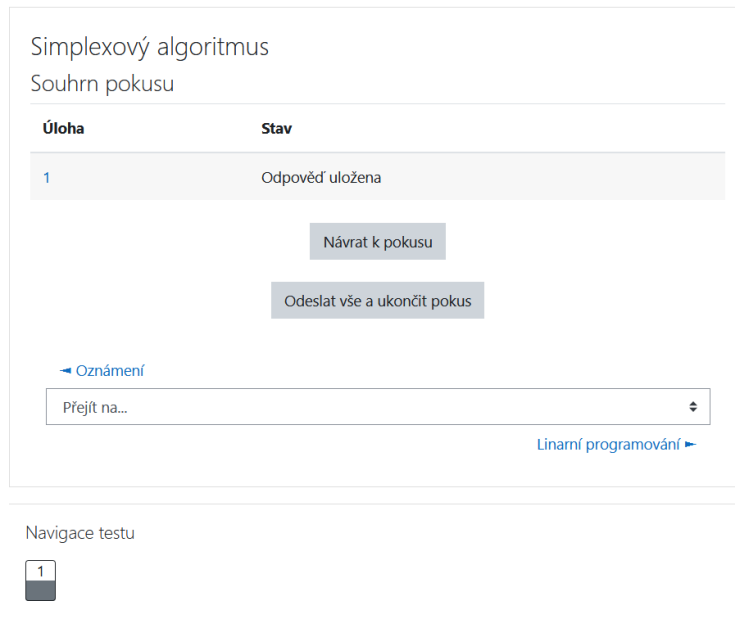 Simplexový algoritmus
Souhrn pokusu
Úloha Stav
1 Odpověď uložena
Návrat k pokusu
Odeslat vše a ukončit pokus
◄ Oznámení
Přejít na...
Linarní programování ►
Navigace testu
1